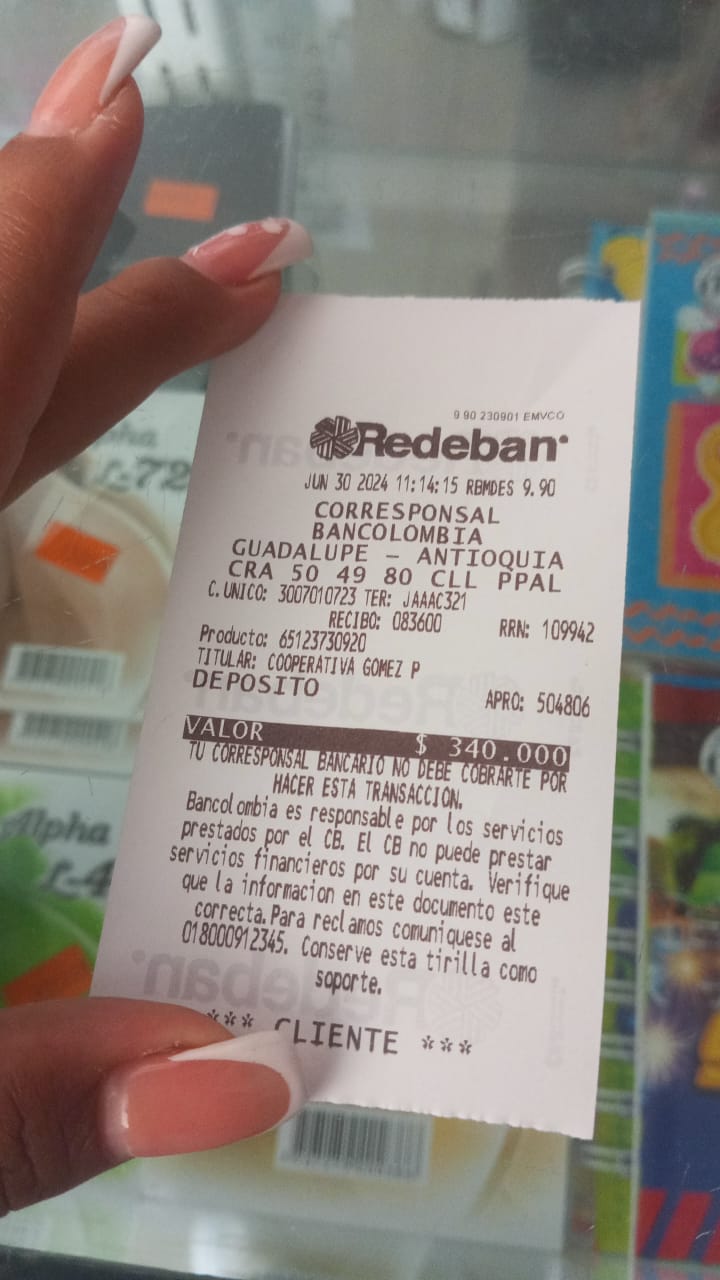 9 90 230901 EMVCO
Redeban
JUN 30 2024 11:14:15 RBMDES 9.90
CORRESPONSAL
BANCOLOMBIA
GUADALUPE – ANTIOQUIA
CRA 50 49 80 CLL PPAL
C.UNICO: 3007010723 TER: JAAAC321
RECIBO: 083600 RRN: 109942
Producto: 65123730920
TITULAR: COOPERATIVA GOMEZ P
DEPOSITO APRO: 504806
VALOR $ 340.000
TU CORRESPONSAL BANCARIO NO DEBE COBRARTE POR
HACER ESTA TRANSACCION.
Bancolombia es responsable por los servicios
prestados por el CB. El CB no puede prestar
servicios financieros por su cuenta. Verifique
que la informacion en este documento este
correcta.Para reclamos comuniquese al
018000912345. Conserve esta tirilla como
soporte.
*** CLIENTE ***
L-72
Alpha
L-4